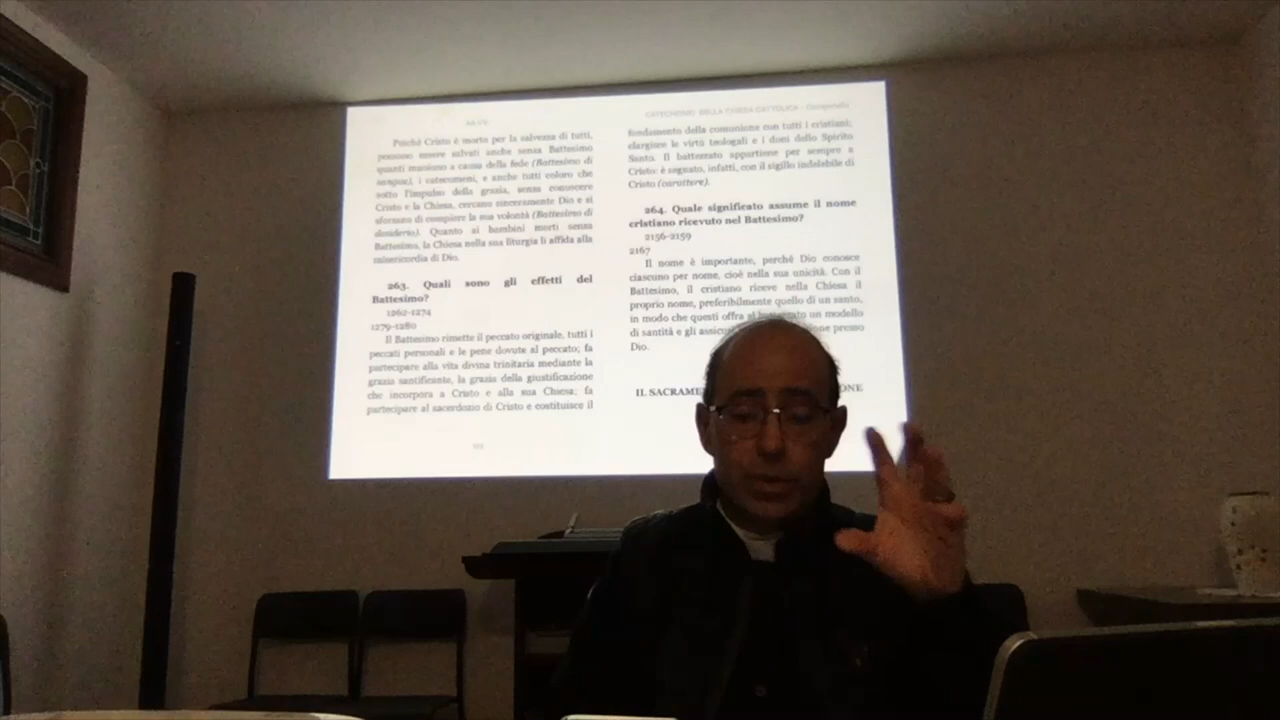 AA.VV.
Poiché Cristo è morto per la salvezza di tutti,
possono essere salvati anche senza Battesimo
quanti muoiono a causa della fede (Battesimo di
sangue), i catecumeni, e anche tutti coloro che
sotto l'impulso della grazia, senza conoscere
Cristo e la Chiesa, cercano sinceramente Dio e si
sforzano di compiere la sua volontà (Battesimo di
desiderio). Quanto ai bambini morti senza
Battesimo, la Chiesa nella sua liturgia li affida alla
misericordia di Dio.
263. Quali sono gli effetti del
Battesimo?
1262-1274
1279-1280
Il Battesimo rimette il peccato originale, tutti i
peccati personali e le pene dovute al peccato; fa
partecipare alla vita divina trinitaria mediante la
grazia santificante, la grazia della giustificazione
che incorpora a Cristo e alla sua Chiesa; fa
partecipare al sacerdozio di Cristo e costituisce il
CATECHISMO DELLA CHIESA CATTOLICA - Compendio
fondamento della comunione con tutti i cristiani;
elargisce le virtù teologali e i doni dello Spirito
Santo. Il battezzato appartiene per sempre a
Cristo: è segnato, infatti, con il sigillo indelebile di
Cristo (carattere).
264. Quale significato assume il nome
cristiano ricevuto nel Battesimo?
2156-2159
2167
Il nome è importante, perché Dio conosce
ciascuno per nome, cioè nella sua unicità. Con il
Battesimo, il cristiano riceve nella Chiesa il
proprio nome, preferibilmente quello di un santo,
in modo che questi offra al battezzato un modello
di santità e gli assicuri presso
Dio.
IL